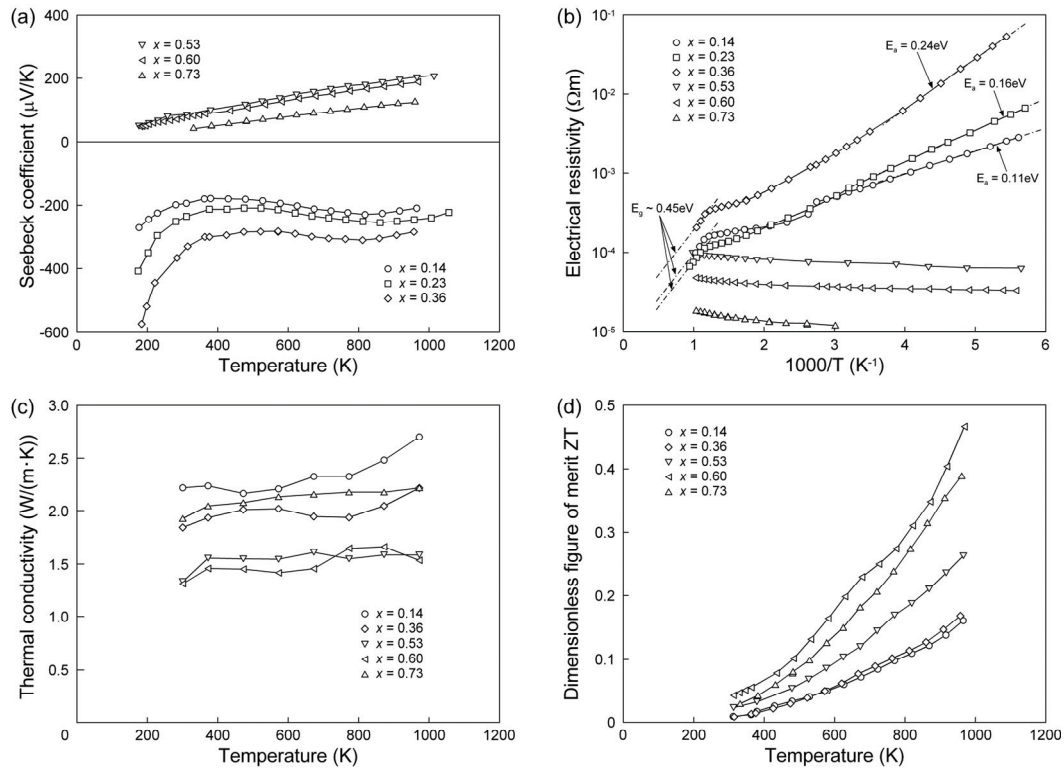 (a)
400
200
0
-200
-400
-600
Seebeck coefficient (μV/K)
x = 0.53
x = 0.60
x = 0.73
x = 0.14
x = 0.23
x = 0.36
200 400 600 800 1000 1200
Temperature (K)
(b)
10-1
10-2
10-3
10-4
10-5
Electrical resistivity (Ωm)
x = 0.14
x = 0.23
x = 0.36
x = 0.53
x = 0.60
x = 0.73
Ea = 0.24eV
Ea = 0.16eV
Ea = 0.11eV
Eg ~ 0.45eV
0 1 2 3 4 5 6
1000/T (K-1)
(c)
3.0
2.5
2.0
1.5
1.0
0.5
Thermal conductivity (W/(m·K))
x = 0.14
x = 0.36
x = 0.53
x = 0.60
x = 0.73
0 200 400 600 800 1000 1200
Temperature (K)
(d)
0.5
0.4
0.3
0.2
0.1
0
Dimensionless figure of merit ZT
x = 0.14
x = 0.36
x = 0.53
x = 0.60
x = 0.73
0 200 400 600 800 1000 1200
Temperature (K)